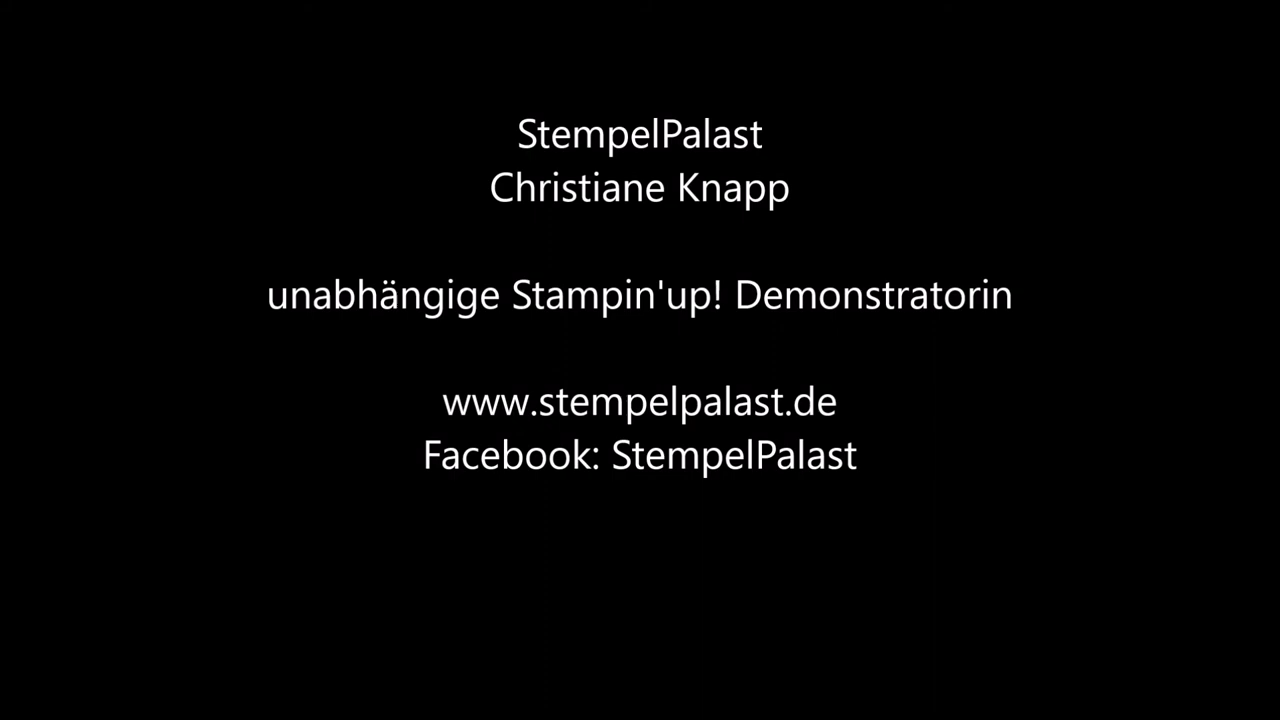 StempelPalast
Christiane Knapp
unabhängige Stampin'up! Demonstratorin
www.stempelpalast.de
Facebook: StempelPalast